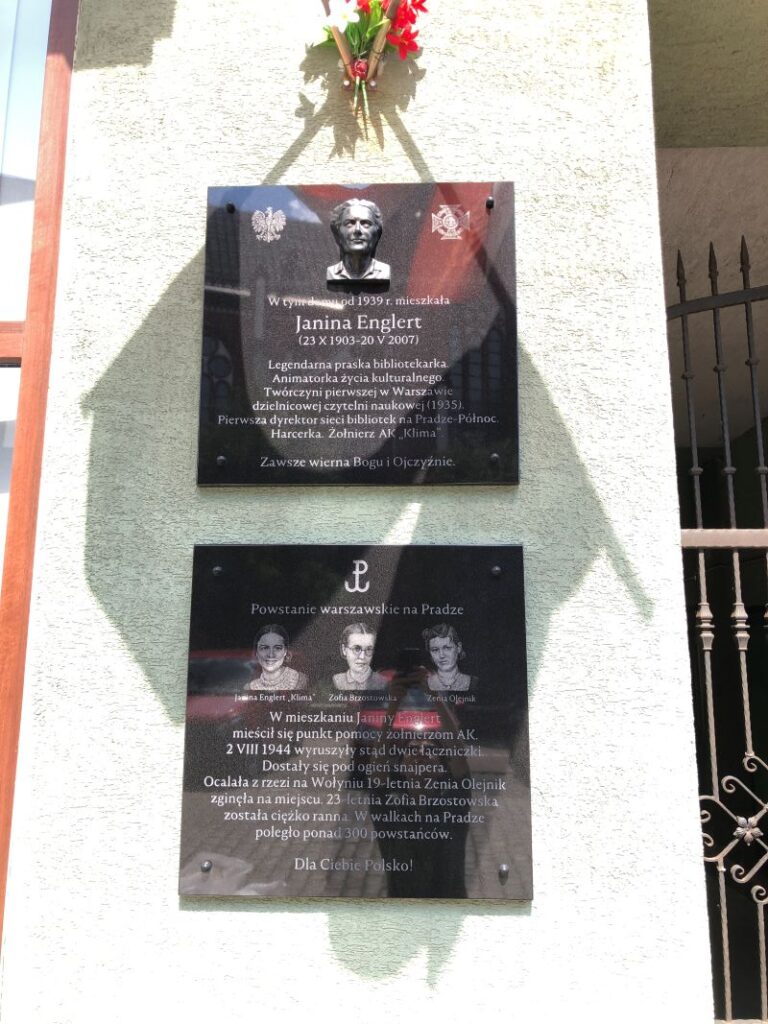 W tym domu od 1939 r. mieszkała
Janina Englert
(23 X 1903-20 V 2007)
Legendarna praska bibliotekarka.
Animatorka życia kulturalnego.
Twórczyni pierwszej w Warszawie
dzielnicowej czytelni naukowej (1935).
Pierwsza dyrektor sieci bibliotek na Pradze-Północ.
Harcerka. Żołnierz AK „Klima”.
Zawsze wierna Bogu i Ojczyźnie.
Powstanie warszawskie na Pradze
Janina Englert „Klima”
Zofia Brzostowska
Zenia Olejnik
W mieszkaniu Janiny Englert
mieścił się punkt pomocy żołnierzom AK.
2 VIII 1944 wyruszyły stąd dwie łączniczki.
Dostały się pod ogień snajpera.
Ocalała z rzezi na Wołyniu 19-letnia Zenia Olejnik
zginęła na miejscu. 23-letnia Zofia Brzostowska
została ciężko ranna. W walkach na Pradze
poległo ponad 300 powstańców.
Dla Ciebie Polsko!